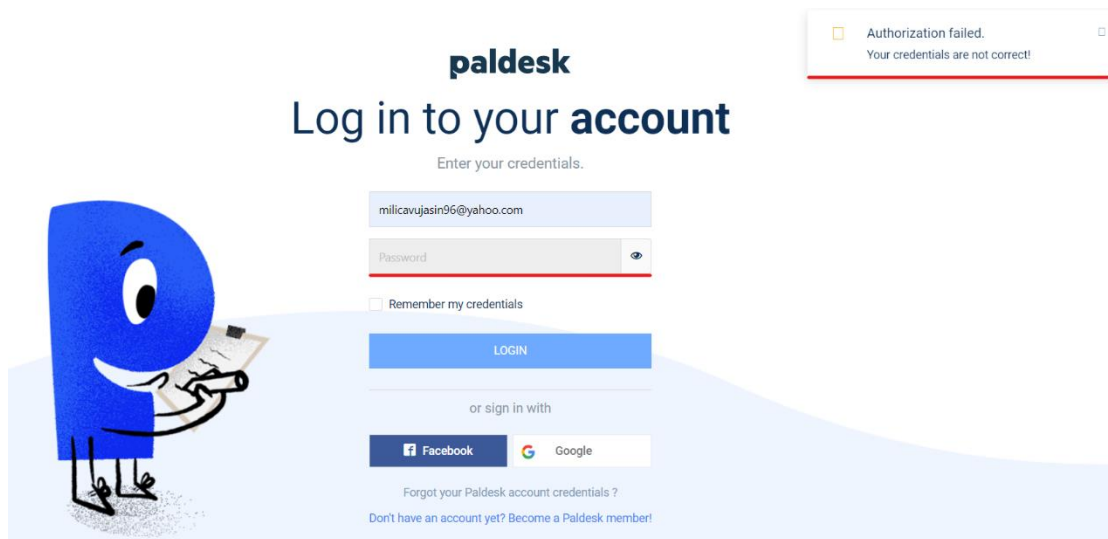 Authorization failed.
Your credentials are not correct!
paldesk
Log in to your account
Enter your credentials.
milicavujasin96@yahoo.com
Password
Remember my credentials
LOGIN
or sign in with
Facebook
Google
Forgot your Paldesk account credentials ?
Don't have an account yet? Become a Paldesk member!